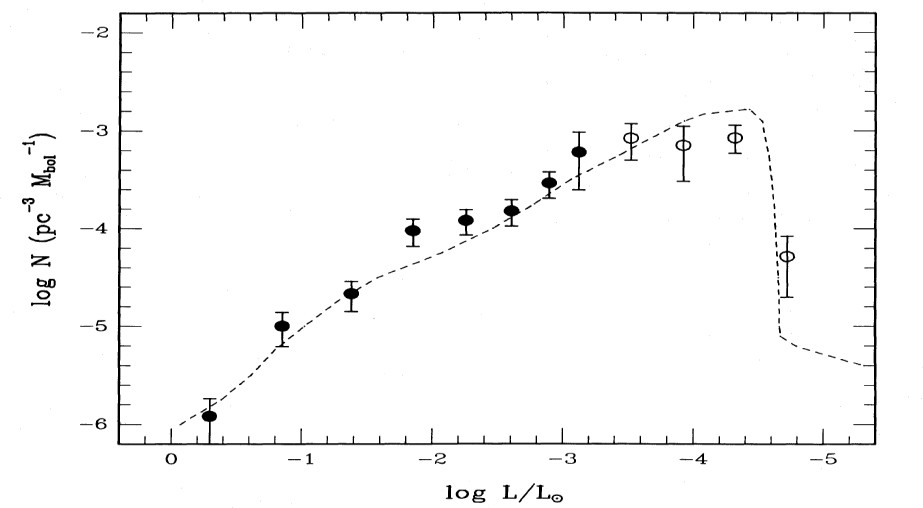 −2
−3
−4
−5
−6
log N (pc⁻³ M_bol⁻¹)
0 −1 −2 −3 −4 −5
log L/L☉